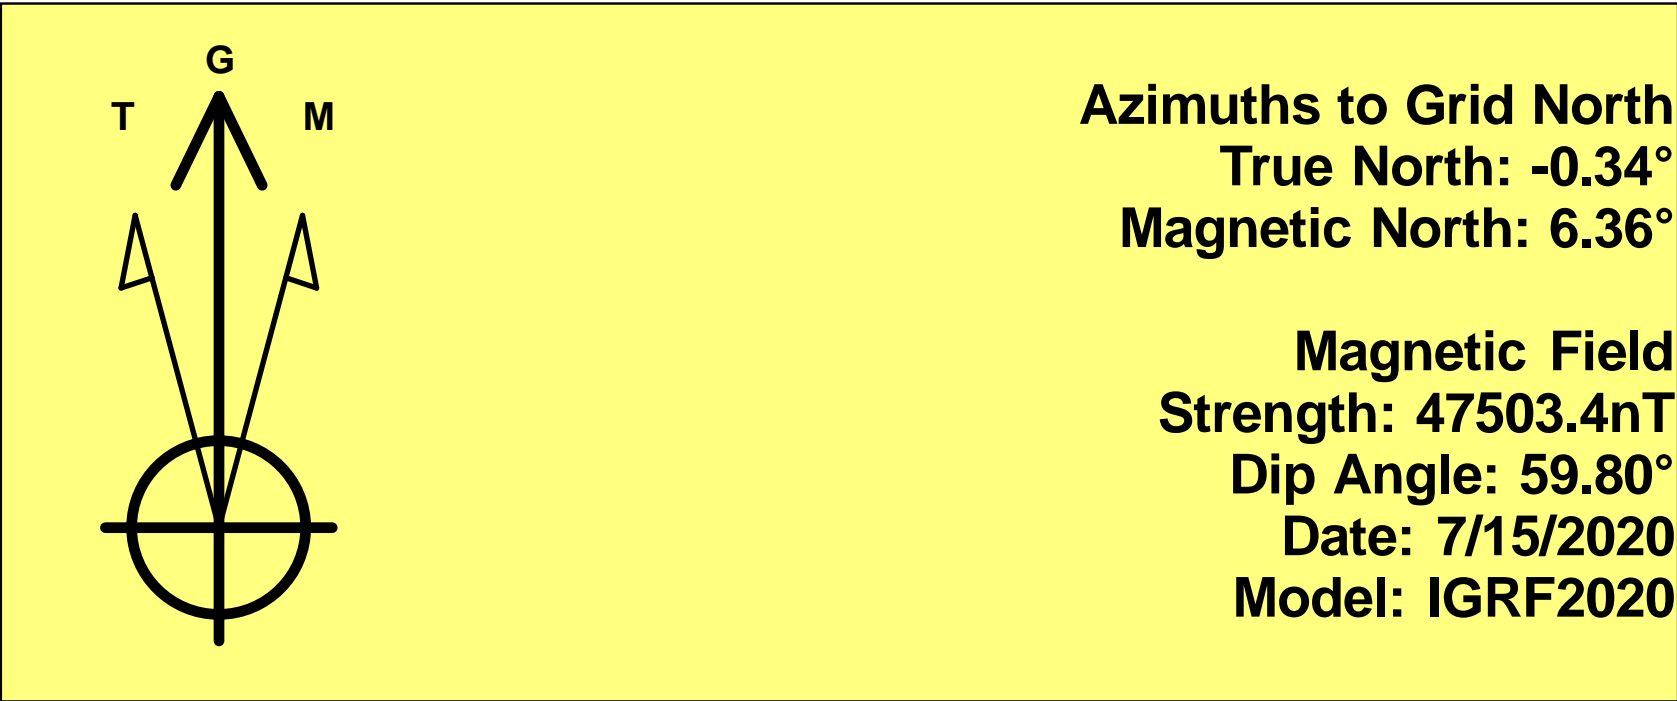 G
T
M
Azimuths to Grid North
True North: -0.34°
Magnetic North: 6.36°
Magnetic Field
Strength: 47503.4nT
Dip Angle: 59.80°
Date: 7/15/2020
Model: IGRF2020